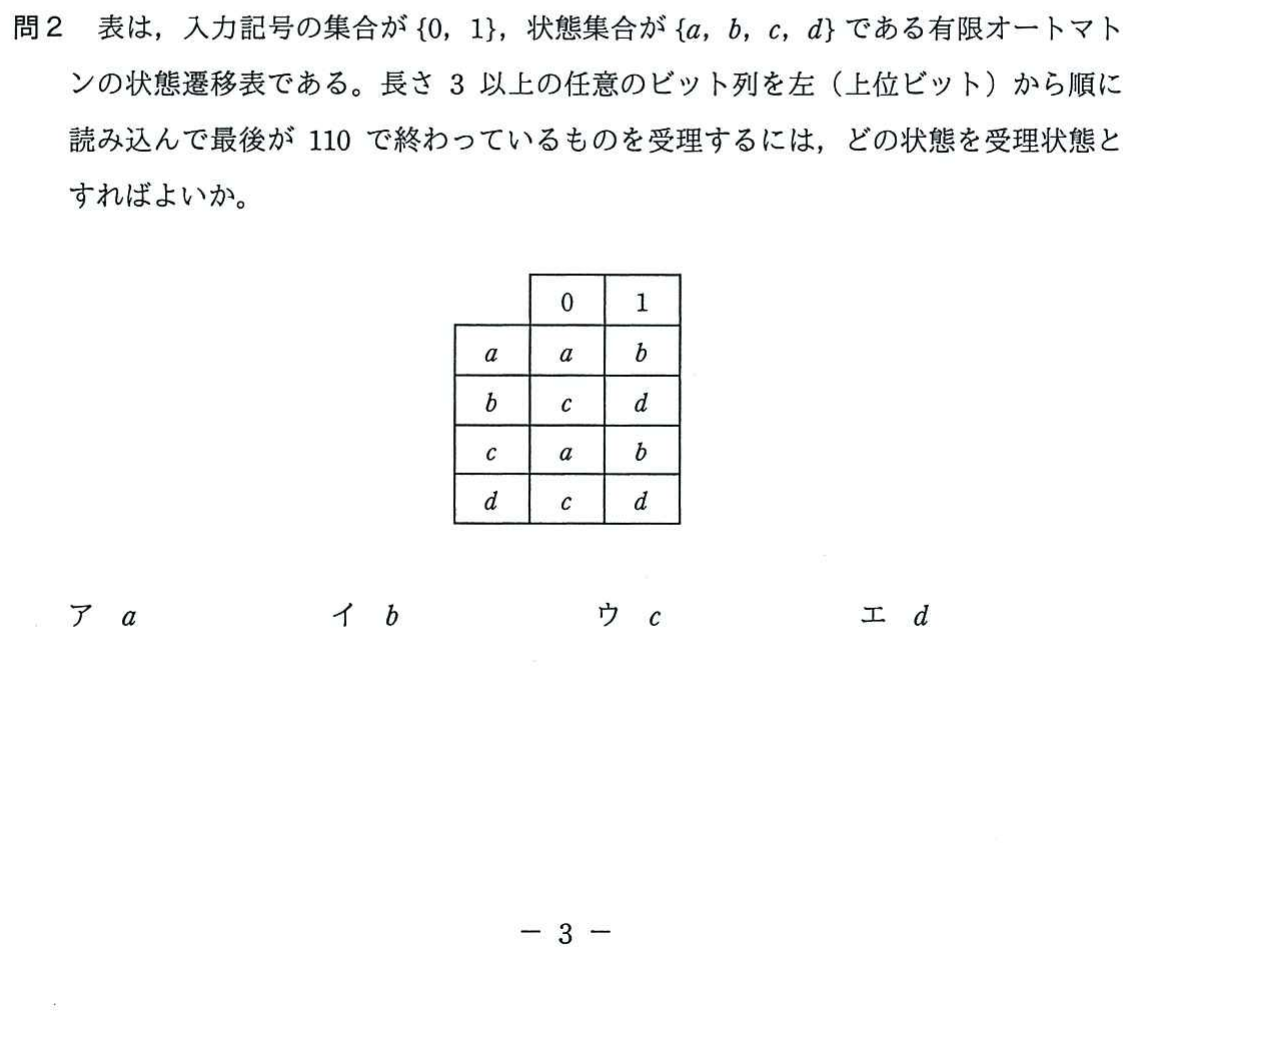 問2 表は，入力記号の集合が {0，1}，状態集合が {a，b，c，d} である有限オートマト
ンの状態遷移表である。長さ 3 以上の任意のビット列を左（上位ビット）から順に
読み込んで最後が 110 で終わっているものを受理するには，どの状態を受理状態と
すればよいか。
0 1
a a b
b c d
c a b
d c d
ア a イ b ウ c エ d
－ 3 －